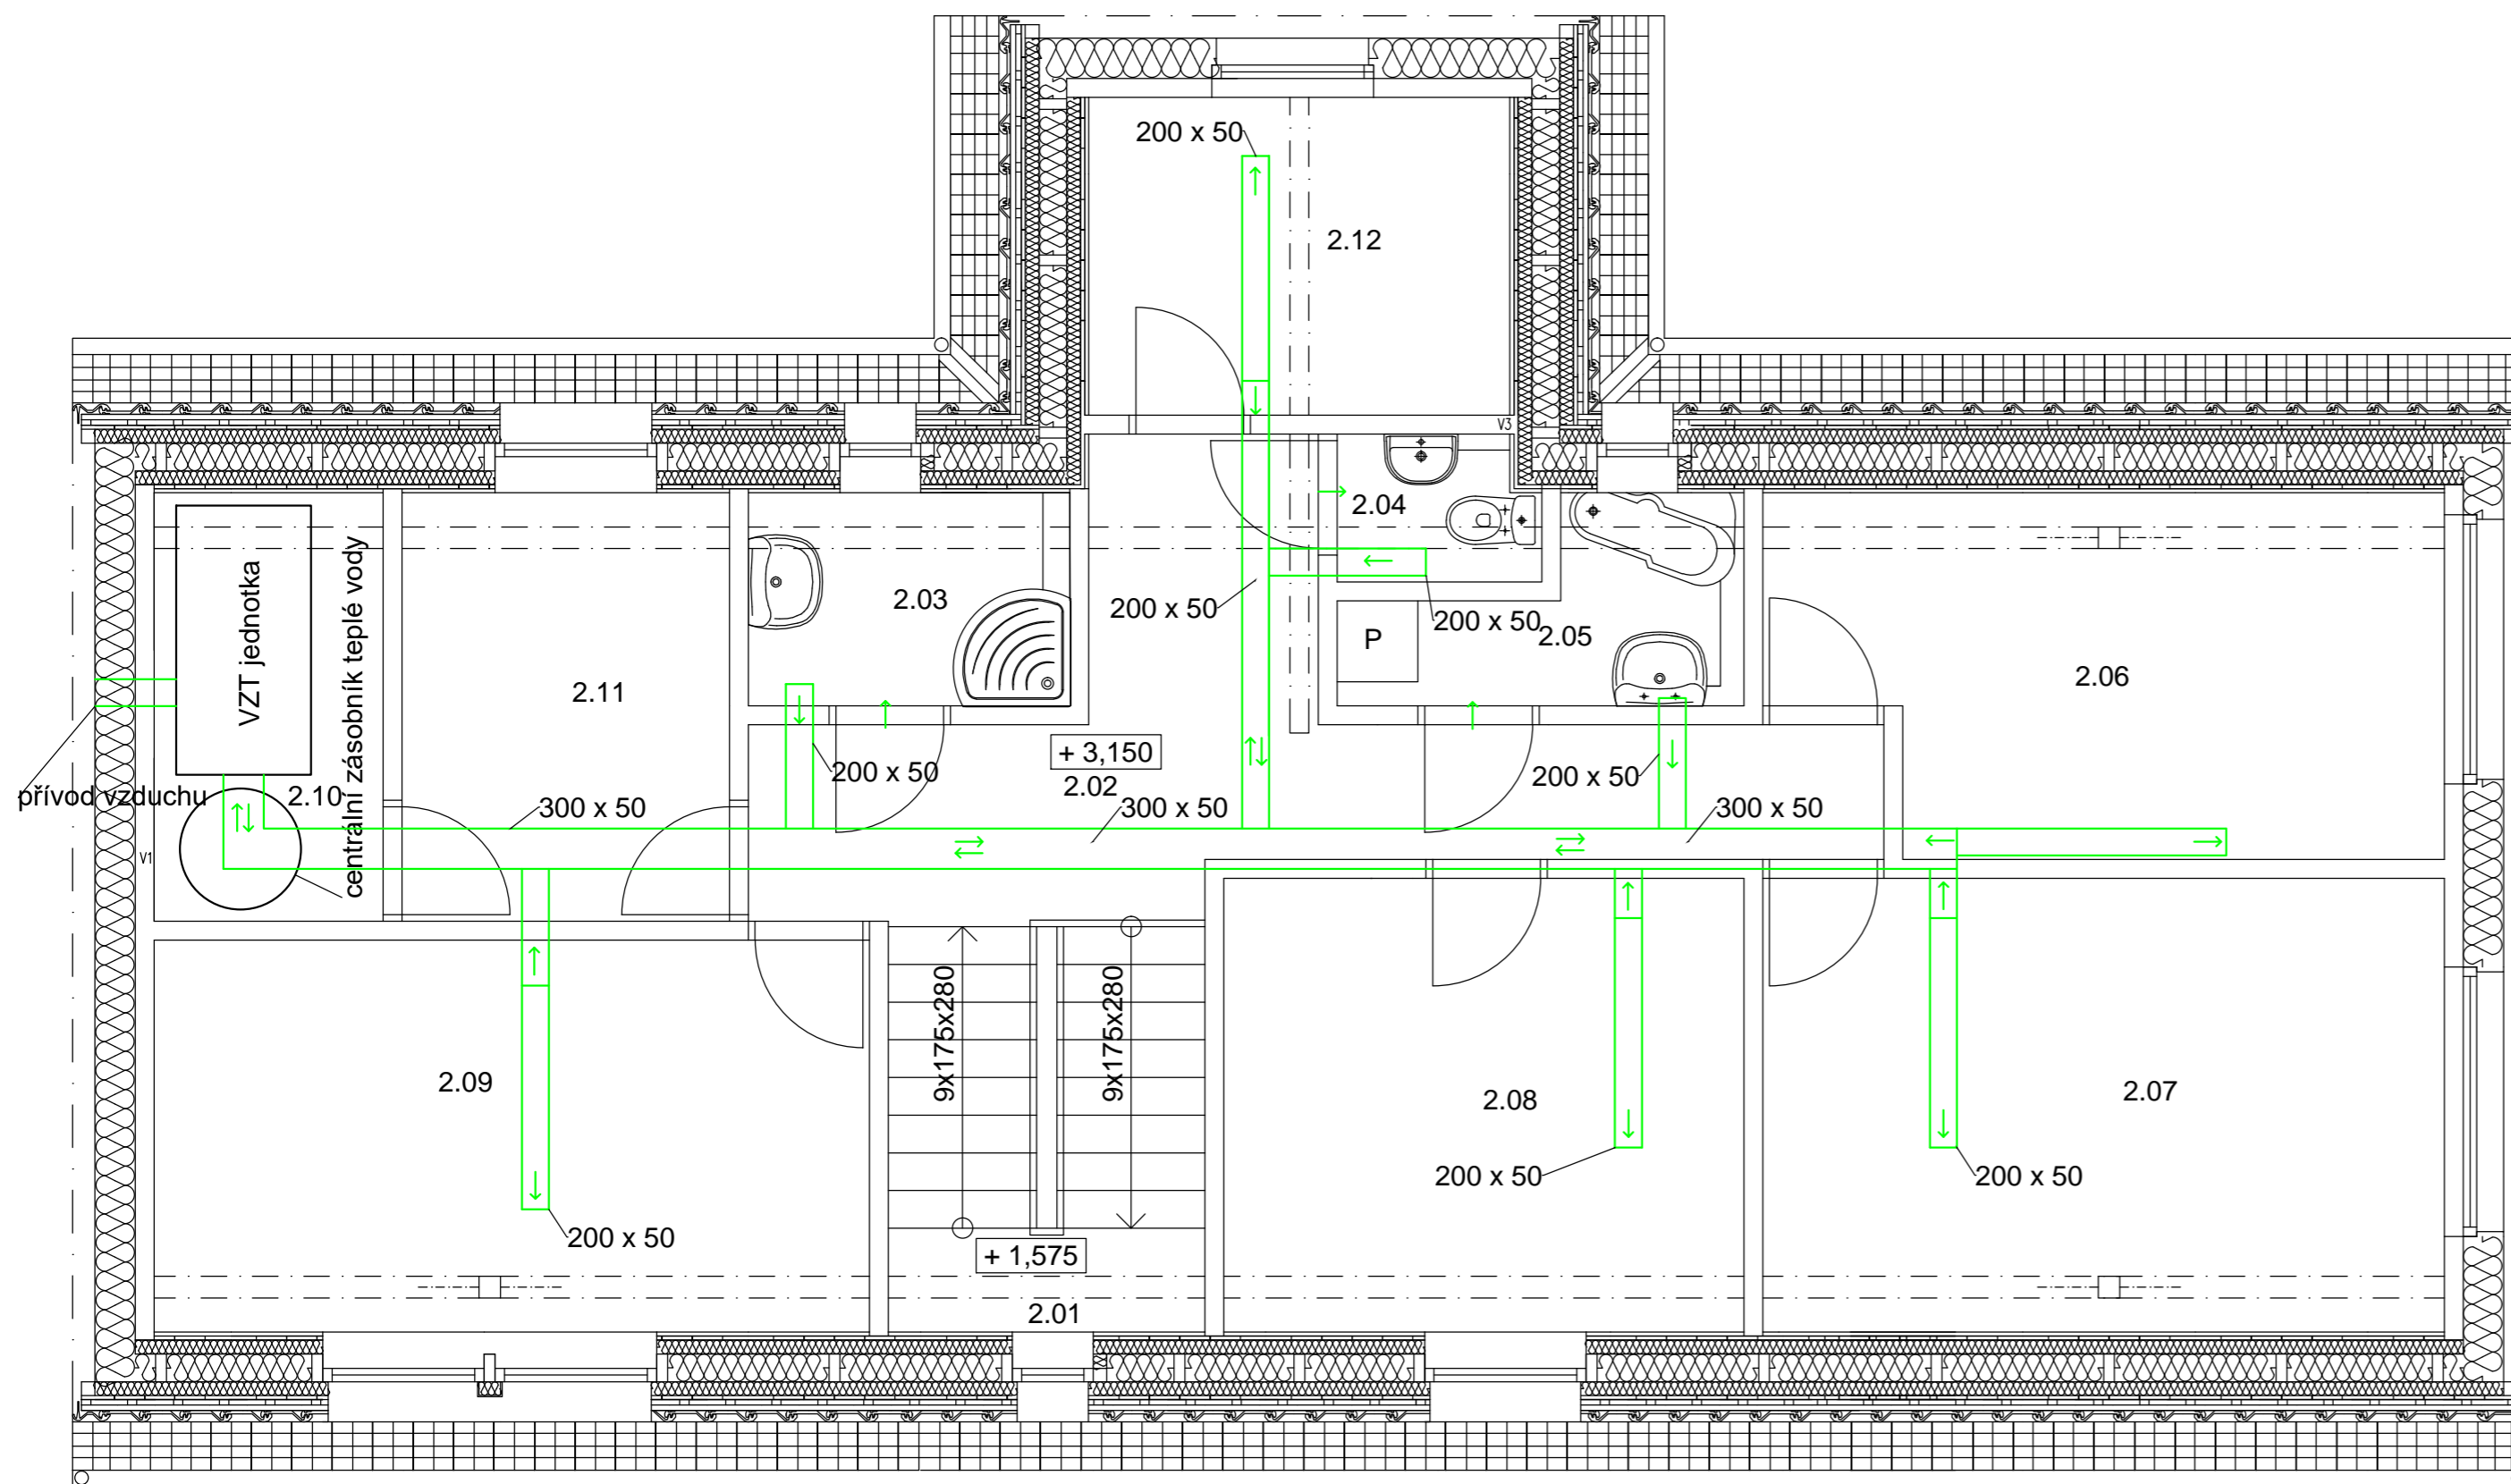 200 x 50
2.12
V3
2.04
VZT jednotka
centrální zásobník teplé vody
2.03
200 x 50
200 x 50
2.05
P
2.11
2.06
+ 3,150
2.02
200 x 50
200 x 50
přívod vzduchu
2.10
300 x 50
300 x 50
300 x 50
V1
9x175x280
9x175x280
2.09
2.08
2.07
200 x 50
200 x 50
200 x 50
+ 1,575
2.01